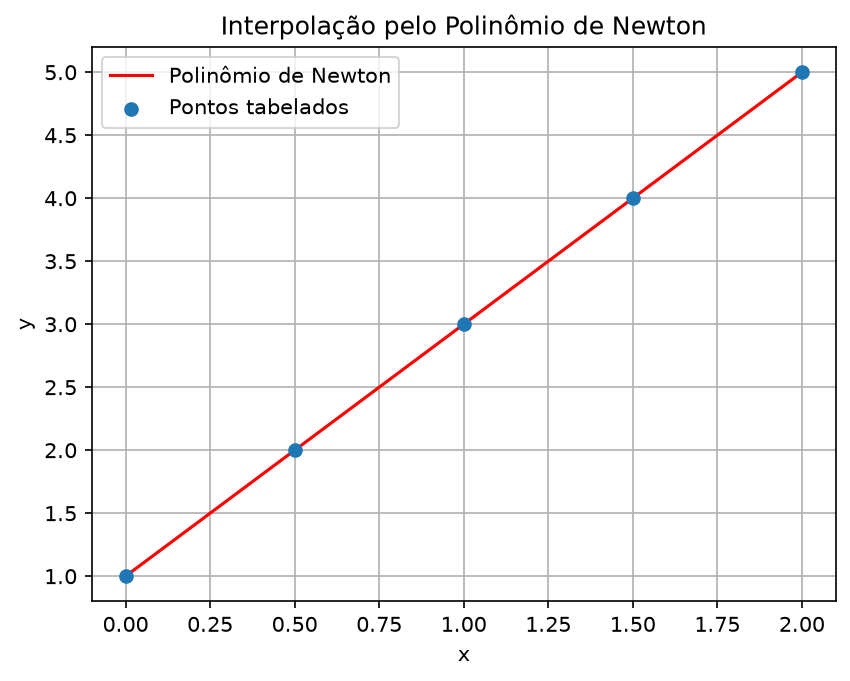 Interpolação pelo Polinômio de Newton
Polinômio de Newton
Pontos tabelados
5.0
4.5
4.0
3.5
3.0
2.5
2.0
1.5
1.0
y
0.00 0.25 0.50 0.75 1.00 1.25 1.50 1.75 2.00
x